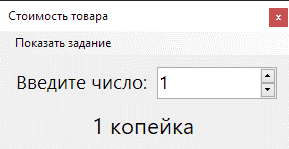 Стоимость товара
Показать задание
Введите число: 1
1 копейка